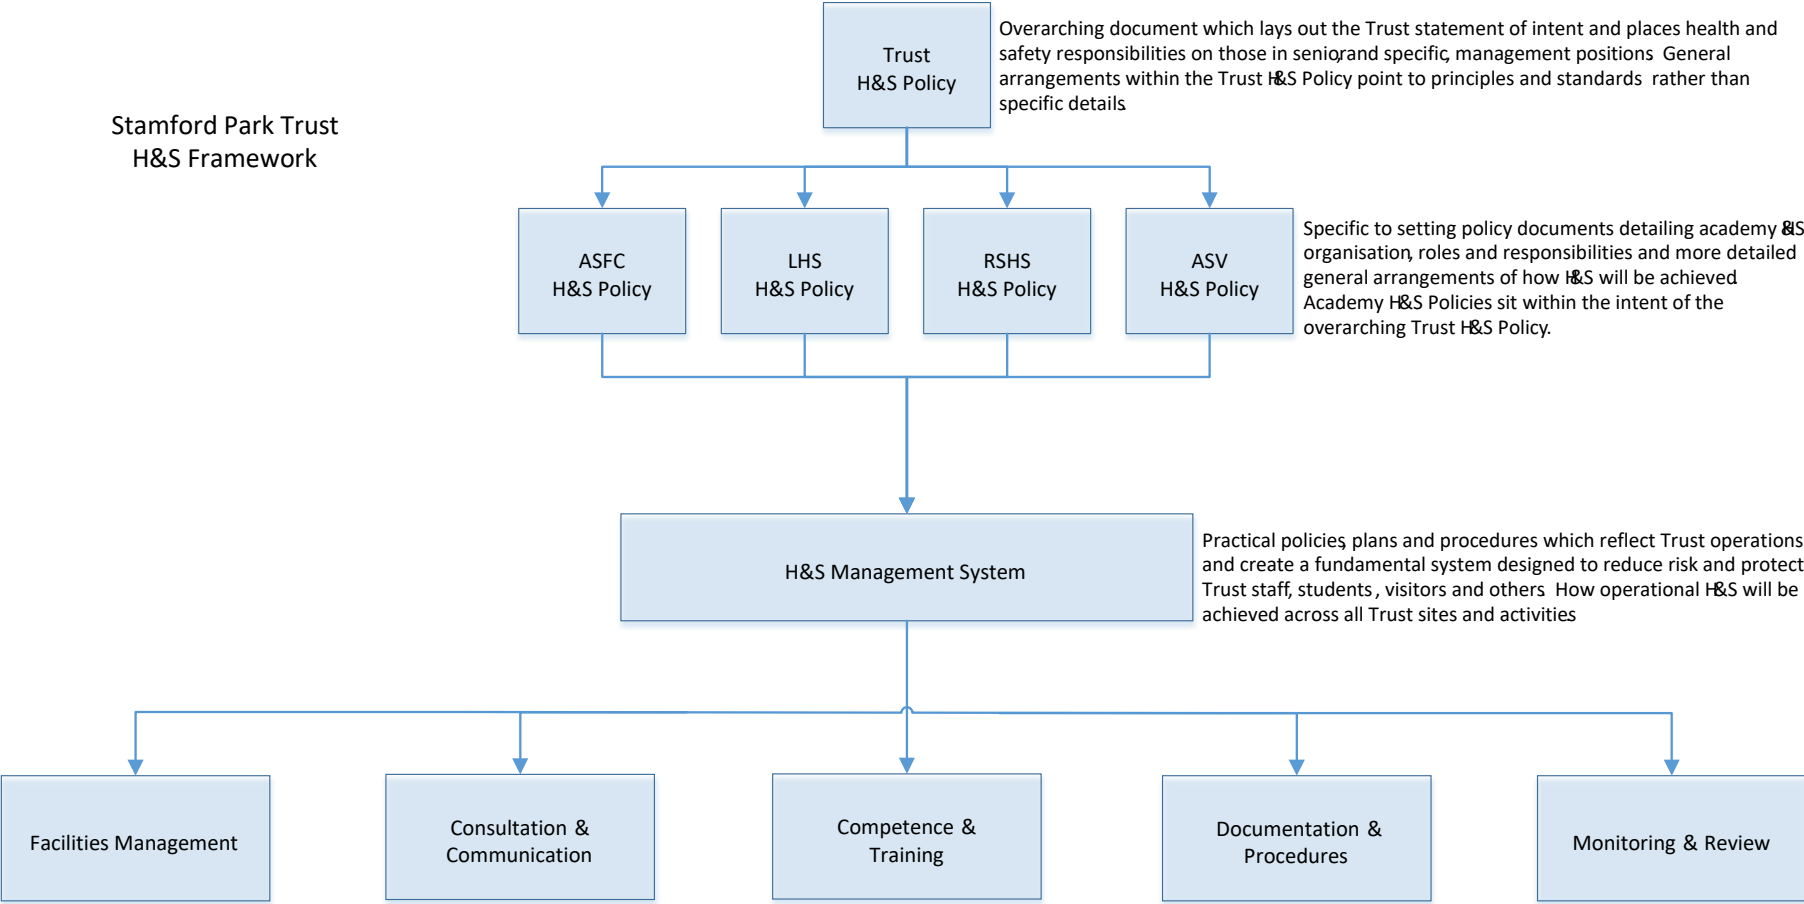 Trust
H&S Policy
Overarching document which lays out the Trust statement of intent and places health and
safety responsibilities on those in senior, and specific, management positions. General
arrangements within the Trust H&S Policy point to principles and standards rather than
specific details.
Stamford Park Trust
H&S Framework
ASFC
H&S Policy
LHS
H&S Policy
RSHS
H&S Policy
ASV
H&S Policy
Specific to setting policy documents detailing academy H&S
organisation, roles and responsibilities and more detailed
general arrangements of how H&S will be achieved.
Academy H&S Policies sit within the intent of the
overarching Trust H&S Policy.
H&S Management System
Practical policies, plans and procedures which reflect Trust operations
and create a fundamental system designed to reduce risk and protect
Trust staff, students, visitors and others. How operational H&S will be
achieved across all Trust sites and activities.
Facilities Management
Consultation &
Communication
Competence &
Training
Documentation &
Procedures
Monitoring & Review